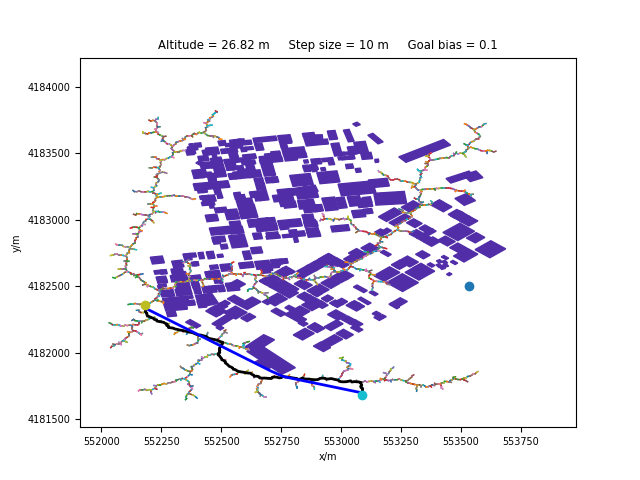 Altitude = 26.82 m     Step size = 10 m     Goal bias = 0.1
4184000
4183500
4183000
4182500
4182000
4181500
y/m
552000 552250 552500 552750 553000 553250 553500 553750
x/m